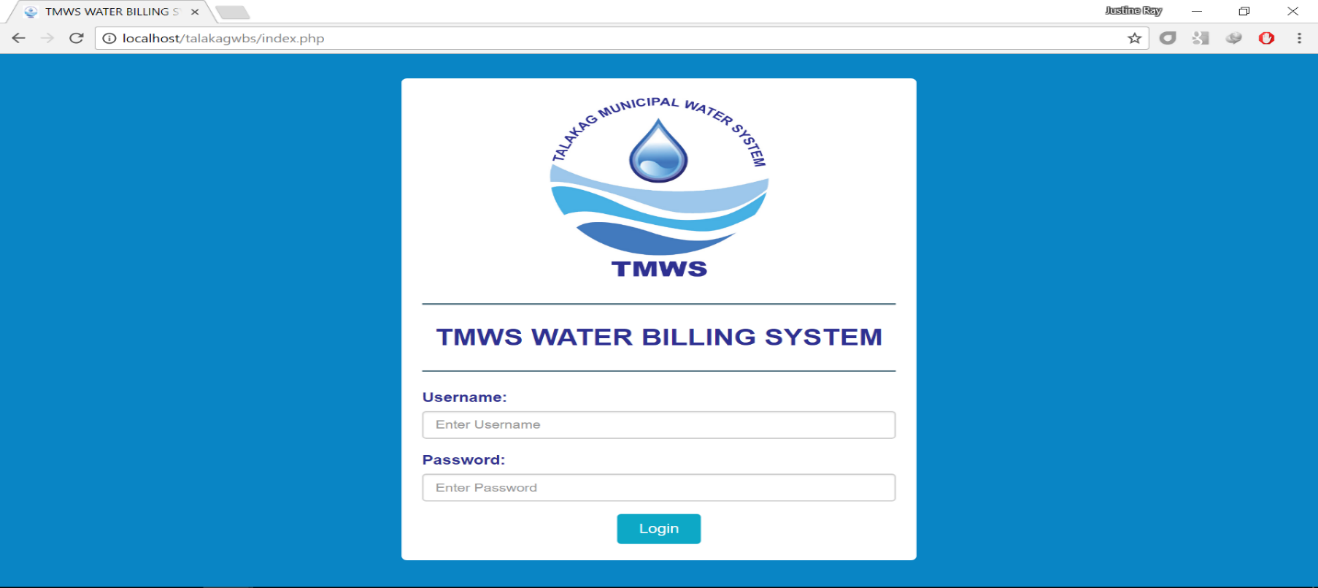 TMWS WATER BILLING S
Justine Ray
localhost/talakagwbs/index.php
TALAKAG MUNICIPAL WATER SYSTEM
TMWS
TMWS WATER BILLING SYSTEM
Username:
Enter Username
Password:
Enter Password
Login